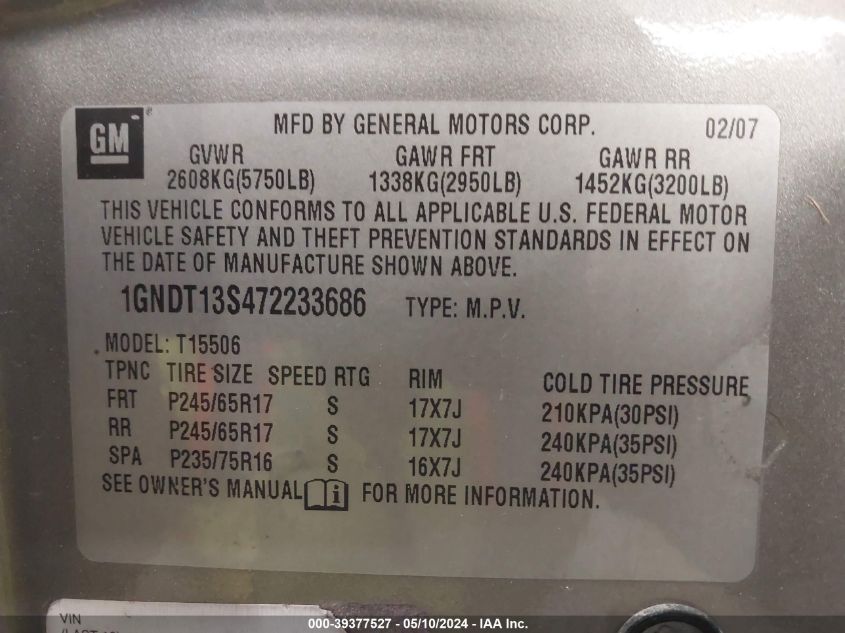 GM ® MFD BY GENERAL MOTORS CORP. 02/07
GVWR GAWR FRT GAWR RR
2608KG(5750LB) 1338KG(2950LB) 1452KG(3200LB)
THIS VEHICLE CONFORMS TO ALL APPLICABLE U.S. FEDERAL MOTOR
VEHICLE SAFETY AND THEFT PREVENTION STANDARDS IN EFFECT ON
THE DATE OF MANUFACTURE SHOWN ABOVE.
1GNDT13S472233686 TYPE: M.P.V.
MODEL: T15506
TPNC TIRE SIZE SPEED RTG RIM COLD TIRE PRESSURE
FRT P245/65R17 S 17X7J 210KPA(30PSI)
RR P245/65R17 S 17X7J 240KPA(35PSI)
SPA P235/75R16 S 16X7J 240KPA(35PSI)
SEE OWNER'S MANUAL i FOR MORE INFORMATION.
VIN
000-39377527 - 05/10/2024 - IAA Inc.